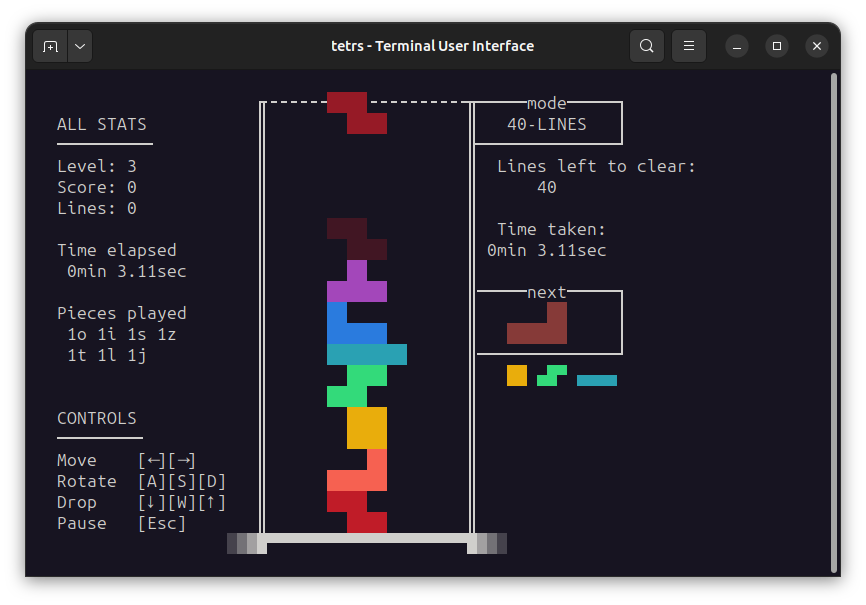 tetrs - Terminal User Interface
ALL STATS
Level: 3
Score: 0
Lines: 0
Time elapsed
0min 3.11sec
Pieces played
1o 1i 1s 1z
1t 1l 1j
CONTROLS
Move [←][→]
Rotate [A][S][D]
Drop [↓][W][↑]
Pause [Esc]
mode
40-LINES
Lines left to clear:
40
Time taken:
0min 3.11sec
next